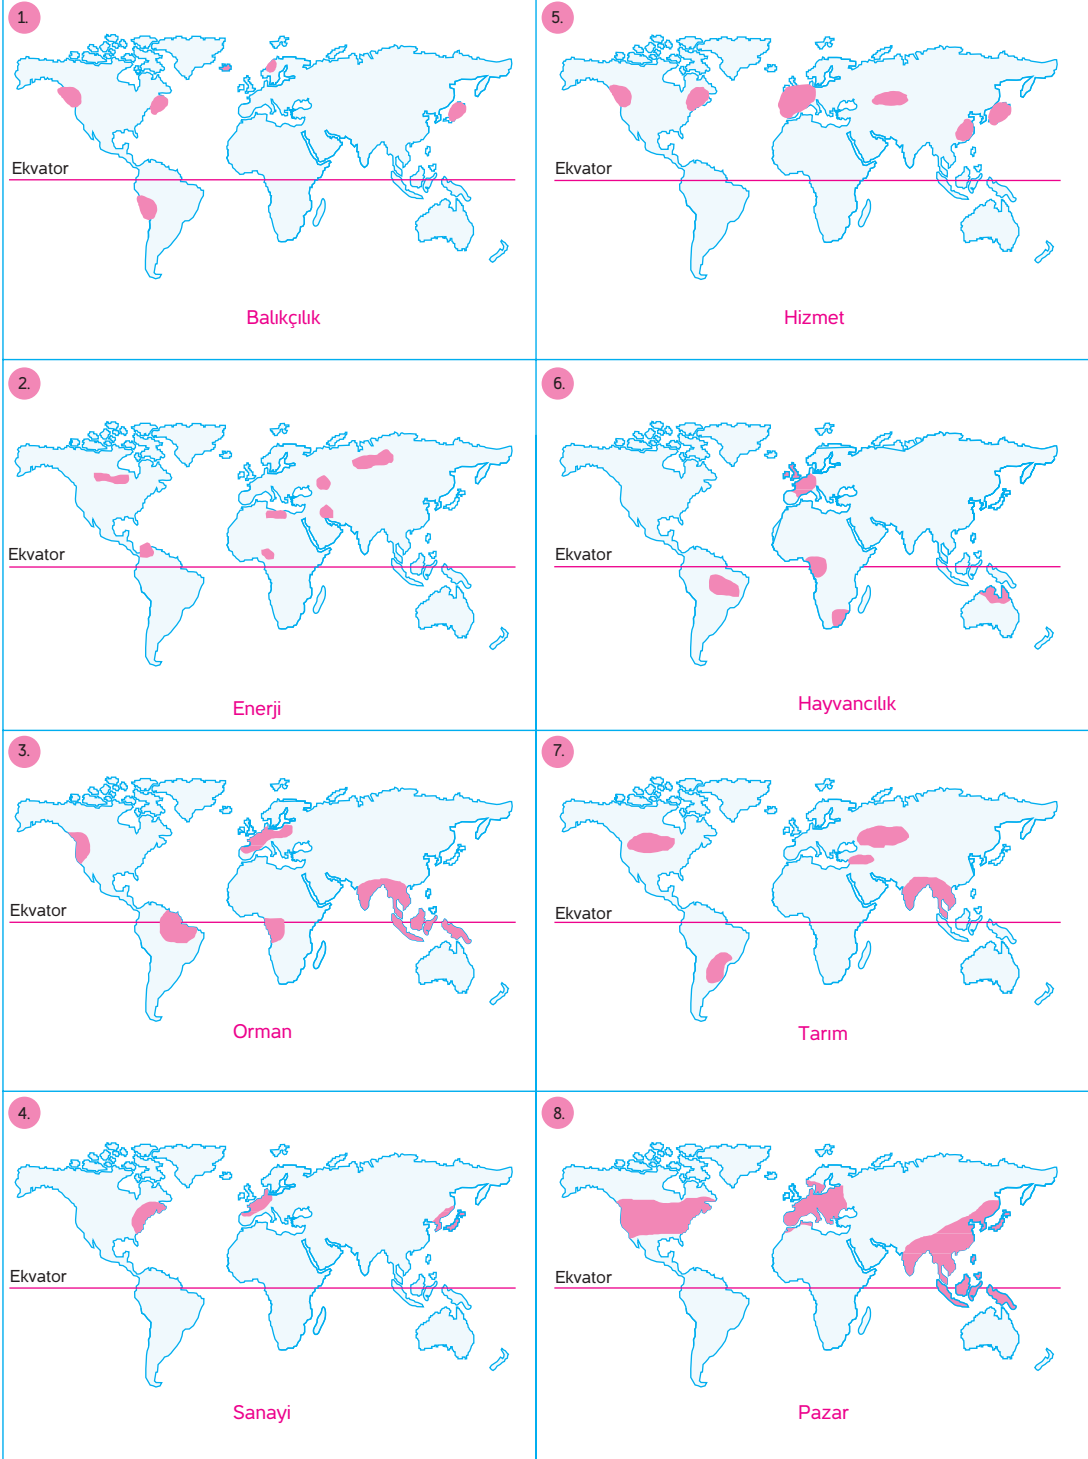 1.
Ekvator
Balıkçılık
2.
Ekvator
Enerji
3.
Ekvator
Orman
4.
Ekvator
Sanayi
5.
Ekvator
Hizmet
6.
Ekvator
Hayvancılık
7.
Ekvator
Tarım
8.
Ekvator
Pazar